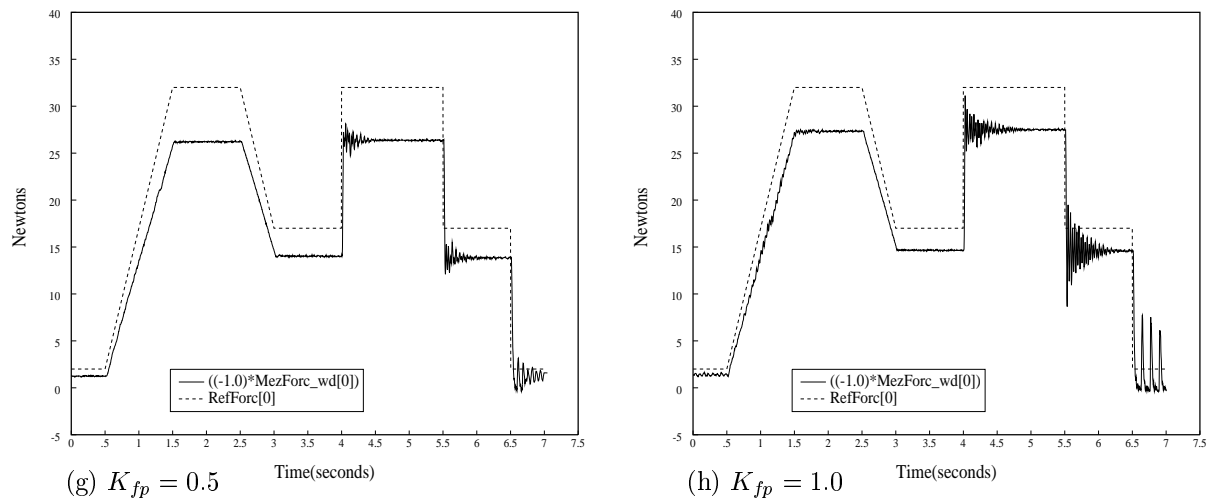 40
35
30
25
20
15
10
5
0
-5
Newtons
0 .5 1 1.5 2 2.5 3 3.5 4 4.5 5 5.5 6 6.5 7 7.5
Time(seconds)
((-1.0)*MezForc_wd[0])
RefForc[0]
(g) K_{fp} = 0.5
40
35
30
25
20
15
10
5
0
-5
Newtons
0 .5 1 1.5 2 2.5 3 3.5 4 4.5 5 5.5 6 6.5 7 7.5
Time(seconds)
((-1.0)*MezForc_wd[0])
RefForc[0]
(h) K_{fp} = 1.0